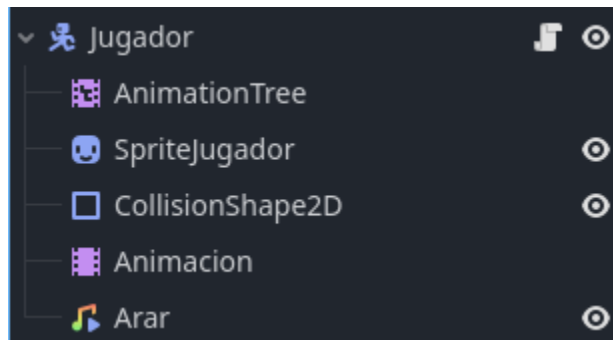 Jugador
AnimationTree
SpriteJugador
CollisionShape2D
Animacion
Arar